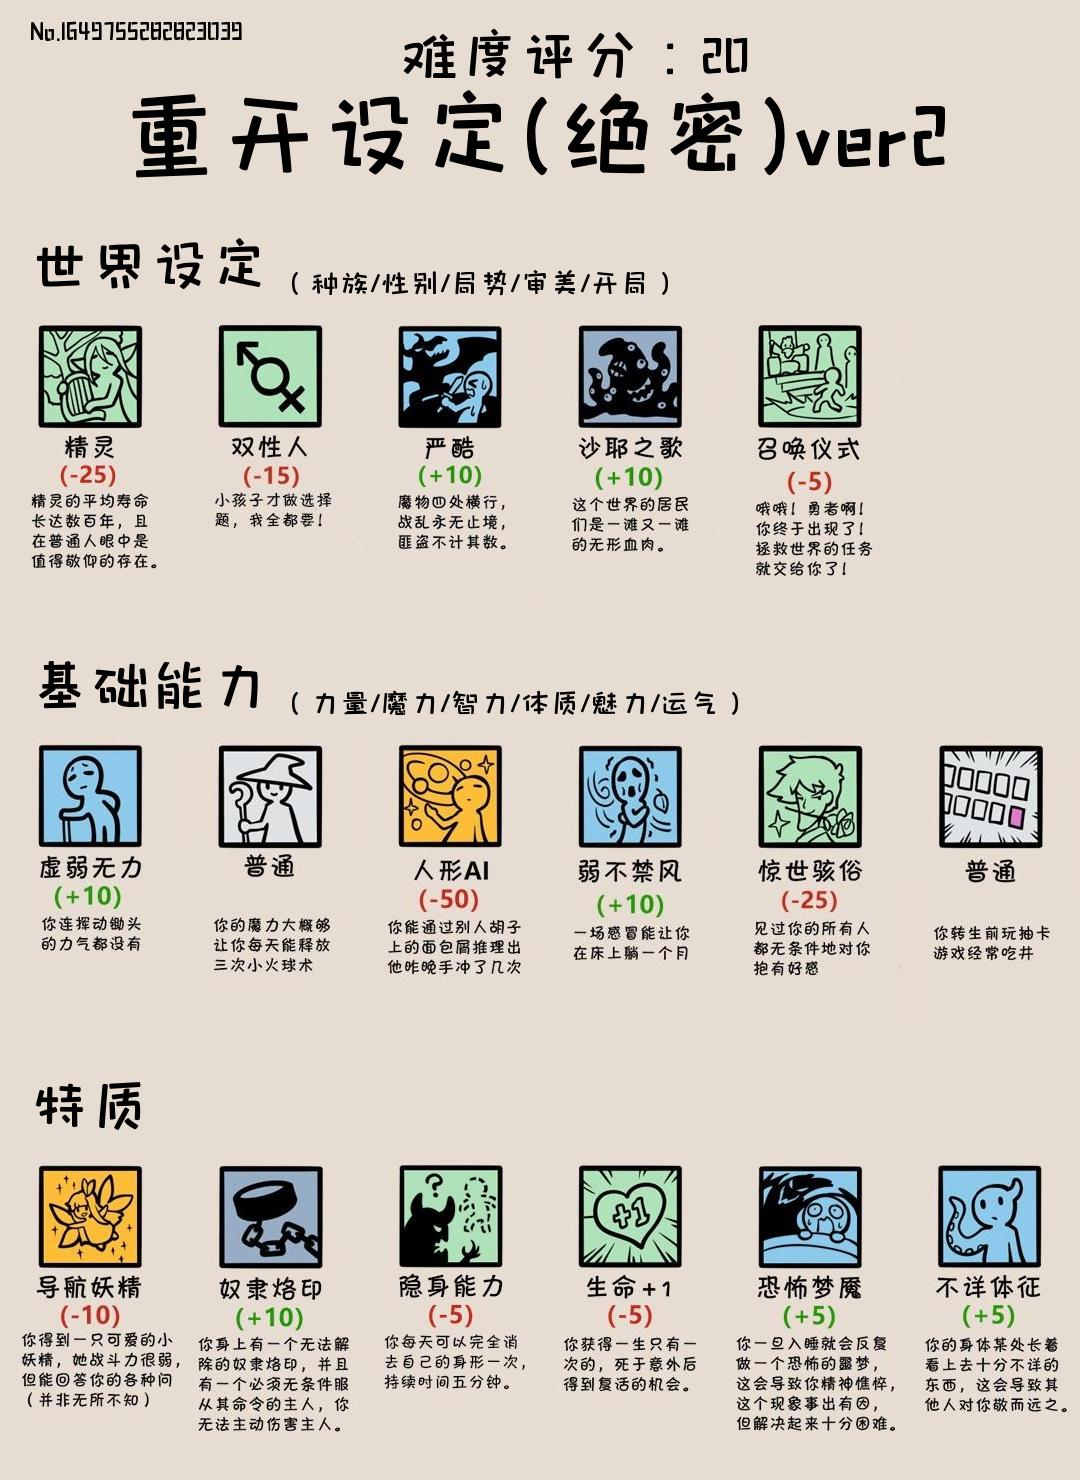 No.1649755282823039
难度评分：20
重开设定(绝密)ver2
世界设定（种族/性别/局势/审美/开局）
精灵
(-25)
精灵的平均寿命
长达数百年，且
在普通人眼中是
值得敬仰的存在。
双性人
(-15)
小孩子才做选择
题，我全都要！
严酷
(+10)
魔物四处横行，
战乱永无止境，
匪盗不计其数。
沙耶之歌
(+10)
这个世界的居民
们是一滩又一滩
的无形血肉。
召唤仪式
(-5)
哦哦！勇者啊！
你终于出现了！
拯救世界的任务
就交给你了！
基础能力（力量/魔力/智力/体质/魅力/运气）
虚弱无力
(+10)
你连挥动锄头
的力气都没有
普通
你的魔力大概够
让你每天能释放
三次小火球术
人形AI
(-50)
你能通过别人胡子
上的面包屑推理出
他昨晚手冲了几次
弱不禁风
(+10)
一场感冒能让你
在床上躺一个月
惊世骇俗
(-25)
见过你的所有人
都无条件地对你
抱有好感
普通
你转生前玩抽卡
游戏经常吃井
特质
导航妖精
(-10)
你得到一只可爱的小
妖精，她战斗力很弱，
但能回答你的各种问
（并非无所不知）
奴隶烙印
(+10)
你身上有一个无法解
除的奴隶烙印，并且
有一个必须无条件服
从其命令的主人，你
无法主动伤害主人。
?
隐身能力
(-5)
你每天可以完全消
去自己的身形一次，
持续时间五分钟。
+1
生命+1
(-5)
你获得一生只有一
次的，死于意外后
得到复活的机会。
恐怖梦魇
(+5)
你一旦入睡就会反复
做一个恐怖的噩梦，
这会导致你精神憔悴，
这个现象事出有因，
但解决起来十分困难。
不详体征
(+5)
你的身体某处长着
看上去十分不详的
东西，这会导致其
他人对你敬而远之。